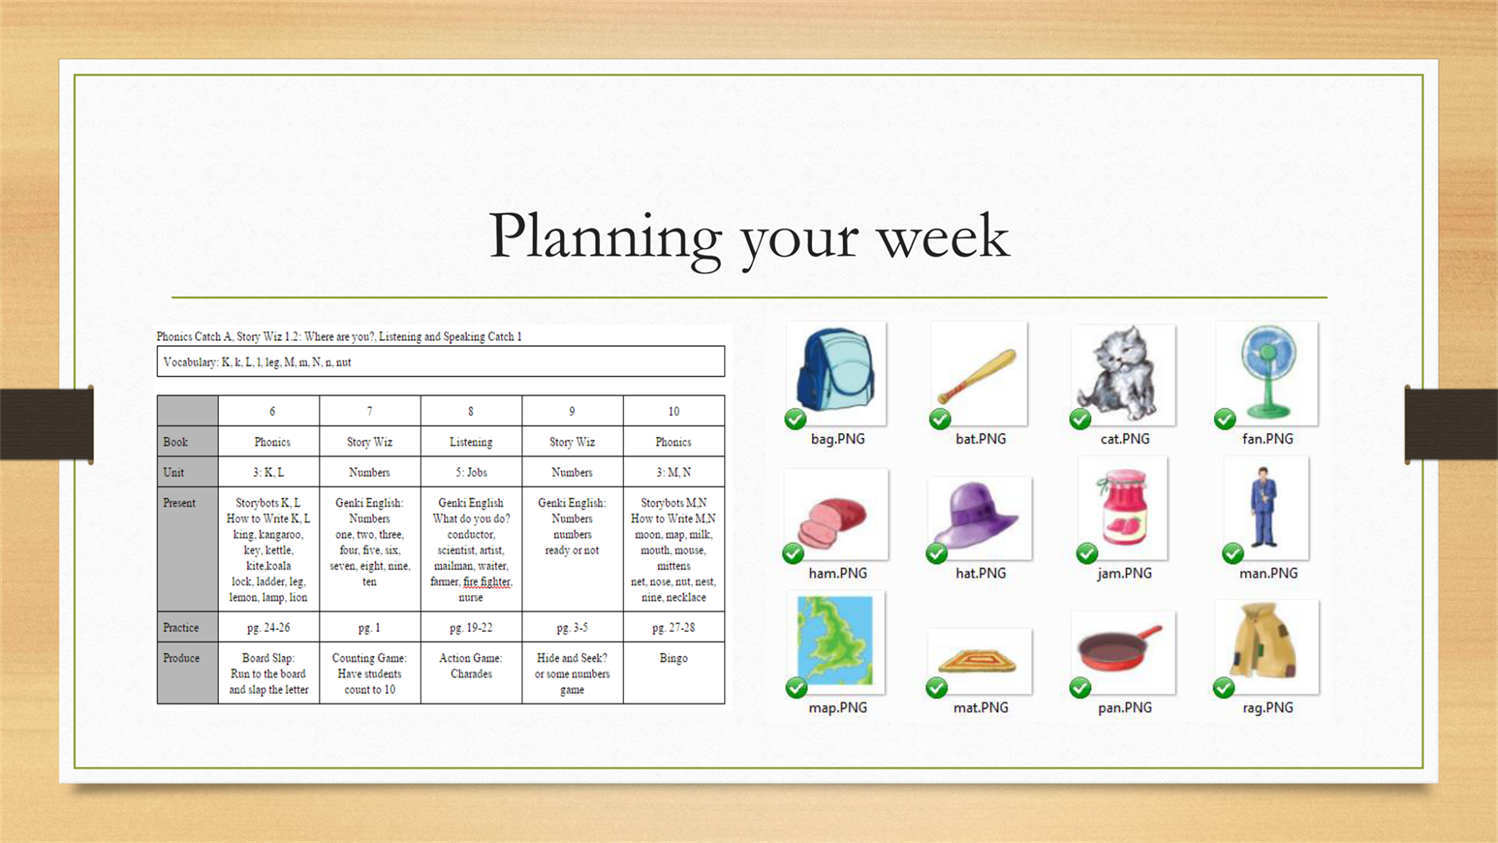 Planning your week
Phonics Catch A, Story Wiz 1.2: Where are you?, Listening and Speaking Catch 1
Vocabulary: K, k, L, l, leg, M, m, N, n, nut
6 7 8 9 10
Book Phonics Story Wiz Listening Story Wiz Phonics
Unit 3: K, L Numbers 5: Jobs Numbers 3: M, N
Present
Storybots K, L
How to Write K, L
king, kangaroo,
key, kettle,
kite,koala
lock, ladder, leg,
lemon, lamp, lion
Genki English:
Numbers
one, two, three,
four, five, six,
seven, eight, nine,
ten
Genki English
What do you do?
conductor,
scientist, artist,
mailman, waiter,
farmer, fire fighter,
nurse
Genki English:
Numbers
numbers
ready or not
Storybots M,N
How to Write M,N
moon, map, milk,
mouth, mouse,
mittens
net, nose, nut, nest,
nine, necklace
Practice pg. 24-26 pg. 1 pg. 19-22 pg. 3-5 pg. 27-28
Produce
Board Slap:
Run to the board
and slap the letter
Counting Game:
Have students
count to 10
Action Game:
Charades
Hide and Seek?
or some numbers
game
Bingo
bag.PNG bat.PNG cat.PNG fan.PNG
ham.PNG hat.PNG jam.PNG man.PNG
map.PNG mat.PNG pan.PNG rag.PNG